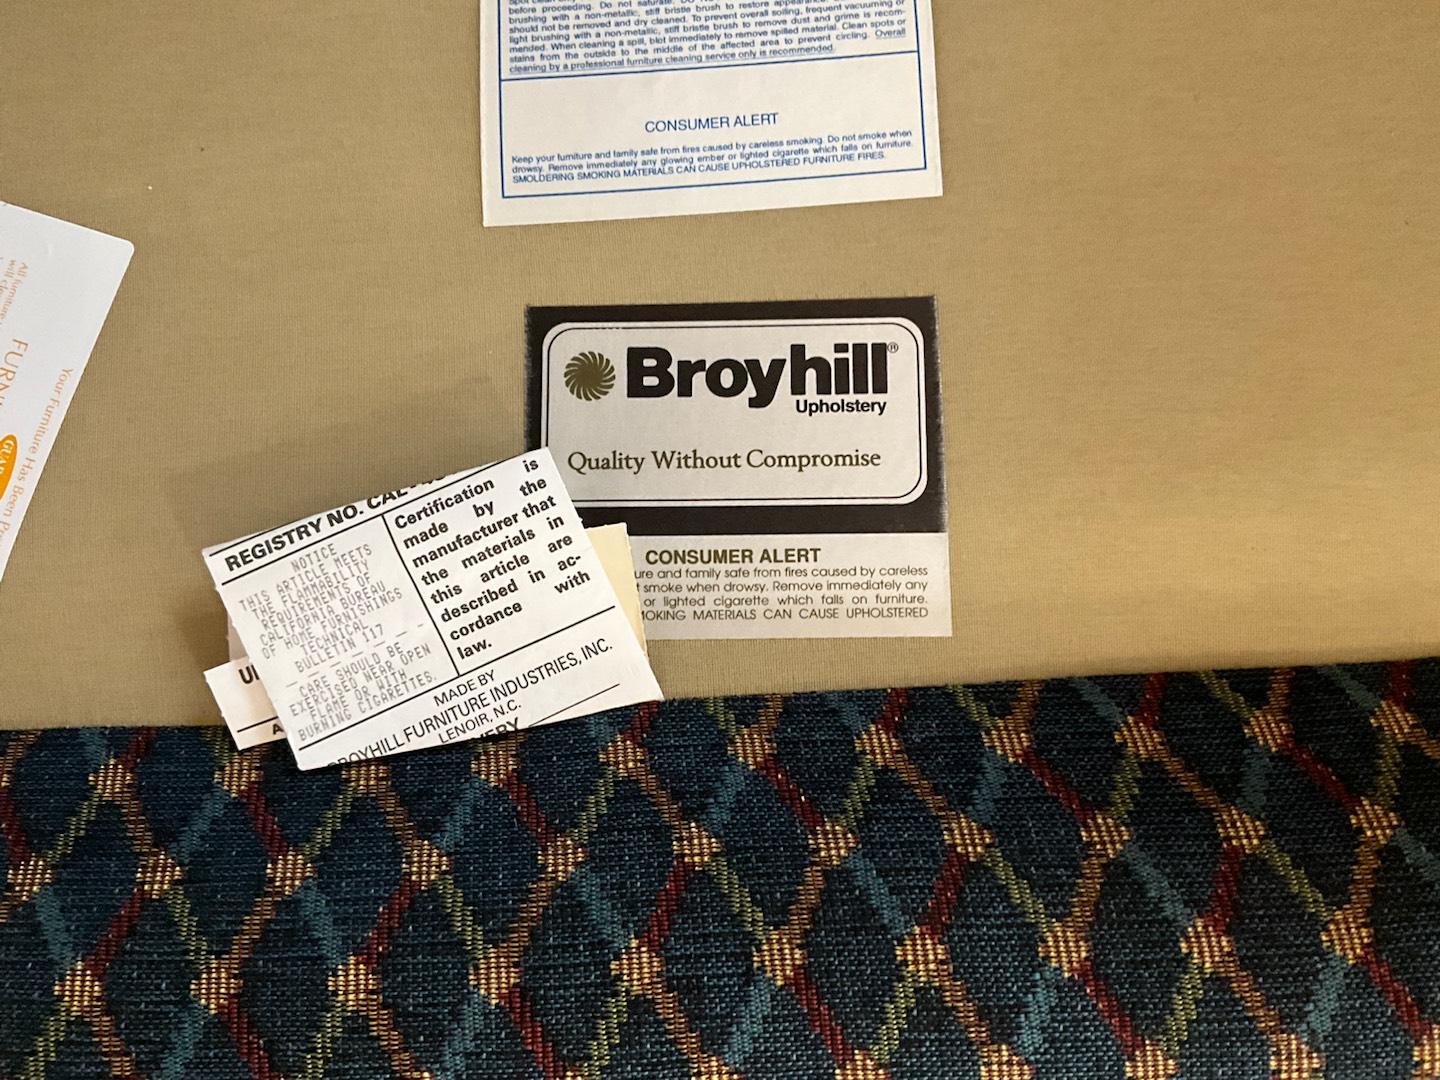 before proceeding. Do not saturate.
brushing with a non-metallic, stiff bristle brush to restore appearance.
should not be removed and dry cleaned. To prevent overall soiling, frequent vacuuming or
light brushing with a non-metallic, stiff bristle brush to remove dust and grime is recom-
mended. When cleaning a spill, blot immediately to remove spilled material. Clean spots or
stains from the outside to the middle of the affected area to prevent circling. Overall
cleaning by a professional furniture cleaning service only is recommended.
CONSUMER ALERT
Keep your furniture and family safe from fires caused by careless smoking. Do not smoke when
drowsy. Remove immediately any glowing ember or lighted cigarette which falls on furniture.
SMOLDERING SMOKING MATERIALS CAN CAUSE UPHOLSTERED FURNITURE FIRES.
All furniture
will
FURN
Your Furniture Has Been Pr
GUAR
Broyhill®
Upholstery
Quality Without Compromise
CONSUMER ALERT
ure and family safe from fires caused by careless
t smoke when drowsy. Remove immediately any
or lighted cigarette which falls on furniture.
OKING MATERIALS CAN CAUSE UPHOLSTERED
REGISTRY NO. CAL
NOTICE
THIS ARTICLE MEETS
THE FLAMMABILITY
REQUIREMENTS OF
CALIFORNIA BUREAU
OF HOME FURNISHINGS
TECHNICAL
BULLETIN 117
CARE SHOULD BE
EXERCISED NEAR OPEN
FLAME OR WITH
BURNING CIGARETTES.
Certification is
made by the
manufacturer that
the materials in
this article are
described in ac-
cordance with
law.
MADE BY
BROYHILL FURNITURE INDUSTRIES, INC.
LENOIR, N.C.